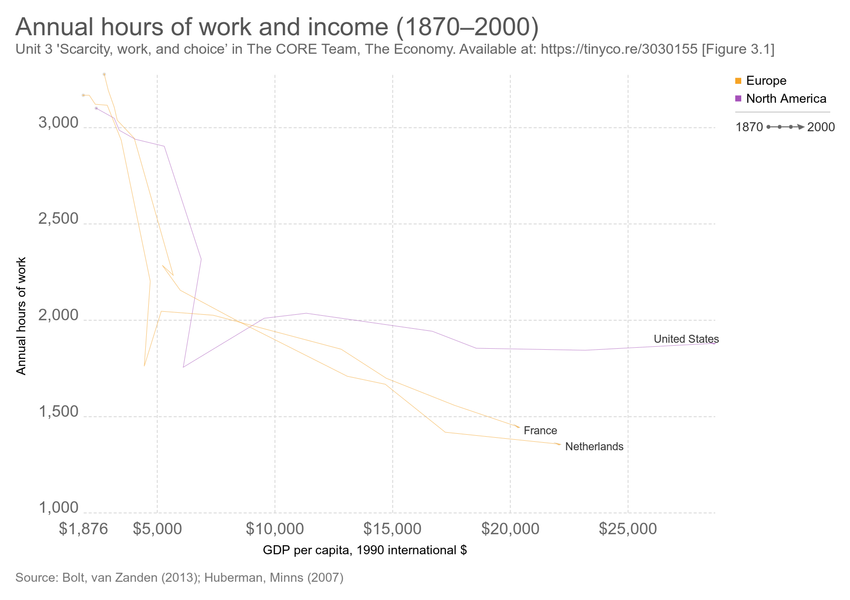 Annual hours of work and income (1870–2000)
Unit 3 'Scarcity, work, and choice' in The CORE Team, The Economy. Available at: https://tinyco.re/3030155 [Figure 3.1]
Europe
North America
1870 2000
3,000
2,500
2,000
1,500
1,000
Annual hours of work
United States
France
Netherlands
$1,876 $5,000 $10,000 $15,000 $20,000 $25,000
GDP per capita, 1990 international $
Source: Bolt, van Zanden (2013); Huberman, Minns (2007)